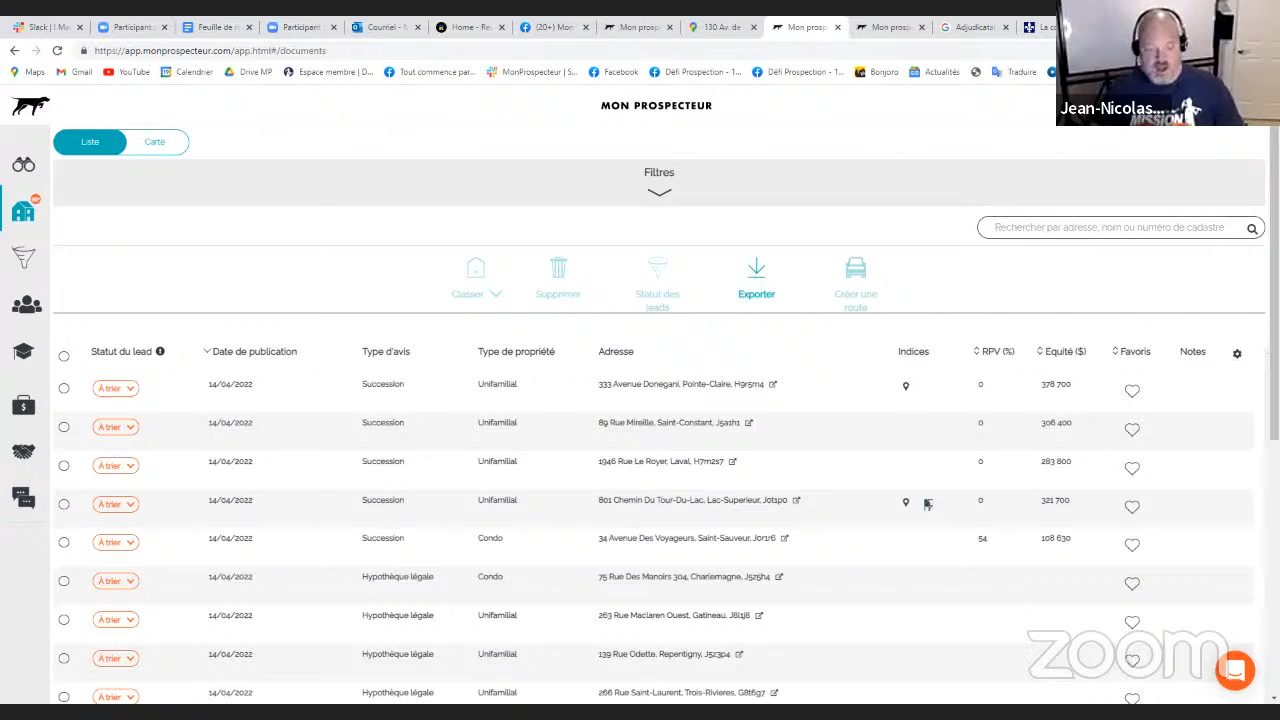 Slack | M
Participant
Feuille de r
Participant
Courriel -
Home - Res
(20+) Mon
Mon prosp
130 Av. de
Mon prosp
Mon prosp
Adjudicata
La co
https://app.monprospecteur.com/app.html#/documents
Maps
Gmail
YouTube
Calendrier
Drive MP
Espace membre D...
Tout commence par...
MonProspecteur | S...
Facebook
Défi Prospection - 1...
Défi Prospection - 1...
Bonjoro
Actualités
Traduire
Jean-Nicolas...
MISSION
MON PROSPECTEUR
Liste
Carte
Filtres
Rechercher par adresse, nom ou numéro de cadastre
Classer
Supprimer
Statut des
leads
Exporter
Créer une
route
Statut du lead Date de publication Type d'avis Type de propriété Adresse Indices RPV (%) Equité ($) Favoris Notes
À trier 14/04/2022 Succession Unifamilial 333 Avenue Donegani, Pointe-Claire, H9r5m4 0 378 700
À trier 14/04/2022 Succession Unifamilial 89 Rue Mireille, Saint-Constant, J5a1h1 0 306 400
À trier 14/04/2022 Succession Unifamilial 1946 Rue Le Royer, Laval, H7m2s7 0 283 800
À trier 14/04/2022 Succession Unifamilial 801 Chemin Du Tour-Du-Lac, Lac-Superieur, J0t1p0 0 321 700
À trier 14/04/2022 Succession Condo 34 Avenue Des Voyageurs, Saint-Sauveur, J0r1r6 54 108 630
À trier 14/04/2022 Hypothèque légale Condo 75 Rue Des Manoirs 304, Charlemagne, J5z5h4
À trier 14/04/2022 Hypothèque légale Unifamilial 263 Rue Maclaren Ouest, Gatineau, J8l1j8
À trier 14/04/2022 Hypothèque légale Unifamilial 139 Rue Odette, Repentigny, J5z3p4
À trier 14/04/2022 Hypothèque légale Unifamilial 266 Rue Saint-Laurent, Trois-Rivieres, G8t6g7
zoom